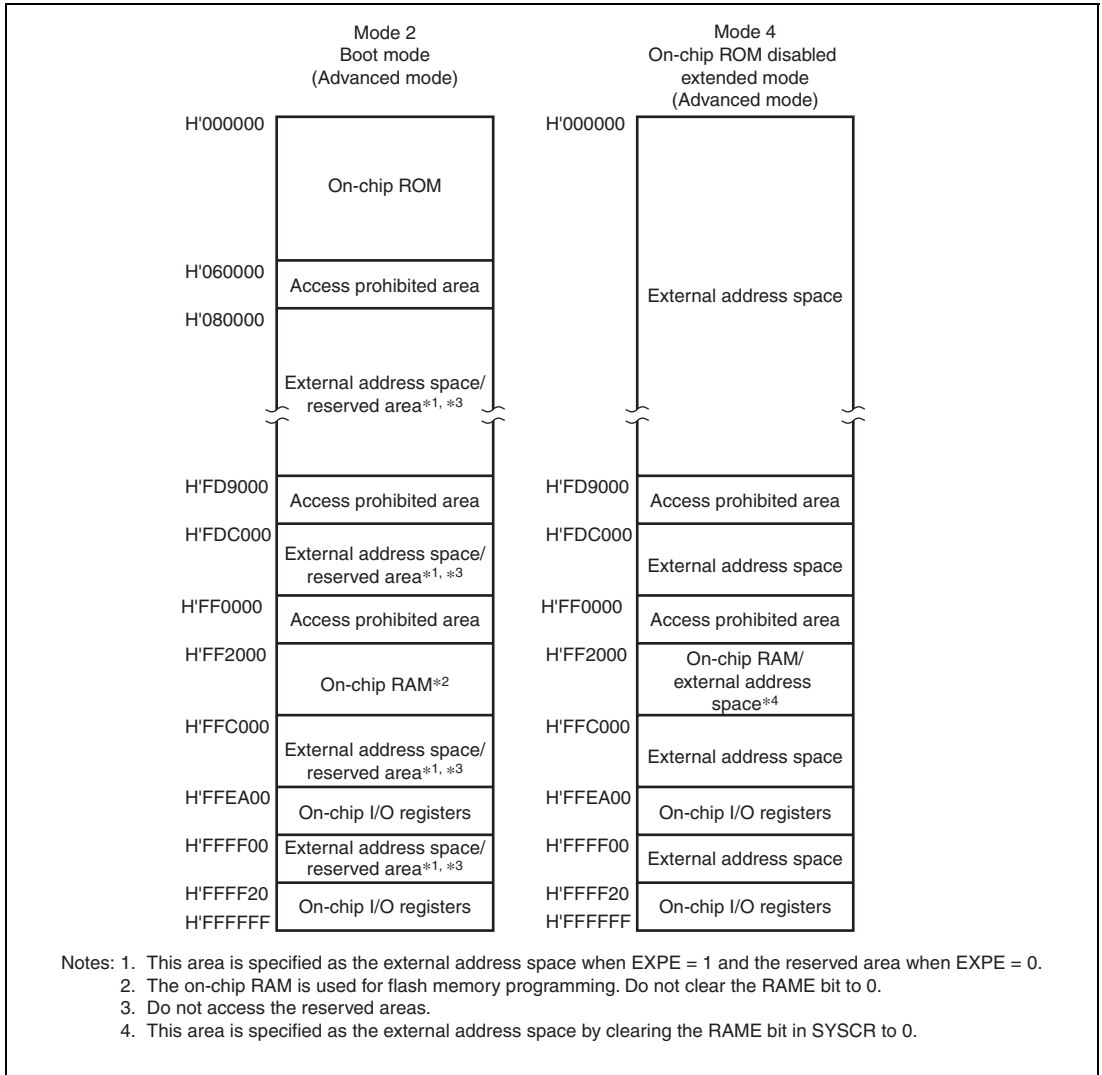 Mode 2
Boot mode
(Advanced mode)
H'000000
On-chip ROM
H'060000
Access prohibited area
H'080000
External address space/
reserved area*1, *3
H'FD9000
Access prohibited area
H'FDC000
External address space/
reserved area*1, *3
H'FF0000
Access prohibited area
H'FF2000
On-chip RAM*2
H'FFC000
External address space/
reserved area*1, *3
H'FFEA00
On-chip I/O registers
H'FFFF00
External address space/
reserved area*1, *3
H'FFFF20
On-chip I/O registers
H'FFFFFF
Mode 4
On-chip ROM disabled
extended mode
(Advanced mode)
H'000000
External address space
H'FD9000
Access prohibited area
H'FDC000
External address space
H'FF0000
Access prohibited area
H'FF2000
On-chip RAM/
external address
space*4
H'FFC000
External address space
H'FFEA00
On-chip I/O registers
H'FFFF00
External address space
H'FFFF20
On-chip I/O registers
H'FFFFFF
Notes: 1. This area is specified as the external address space when EXPE = 1 and the reserved area when EXPE = 0.
2. The on-chip RAM is used for flash memory programming. Do not clear the RAME bit to 0.
3. Do not access the reserved areas.
4. This area is specified as the external address space by clearing the RAME bit in SYSCR to 0.